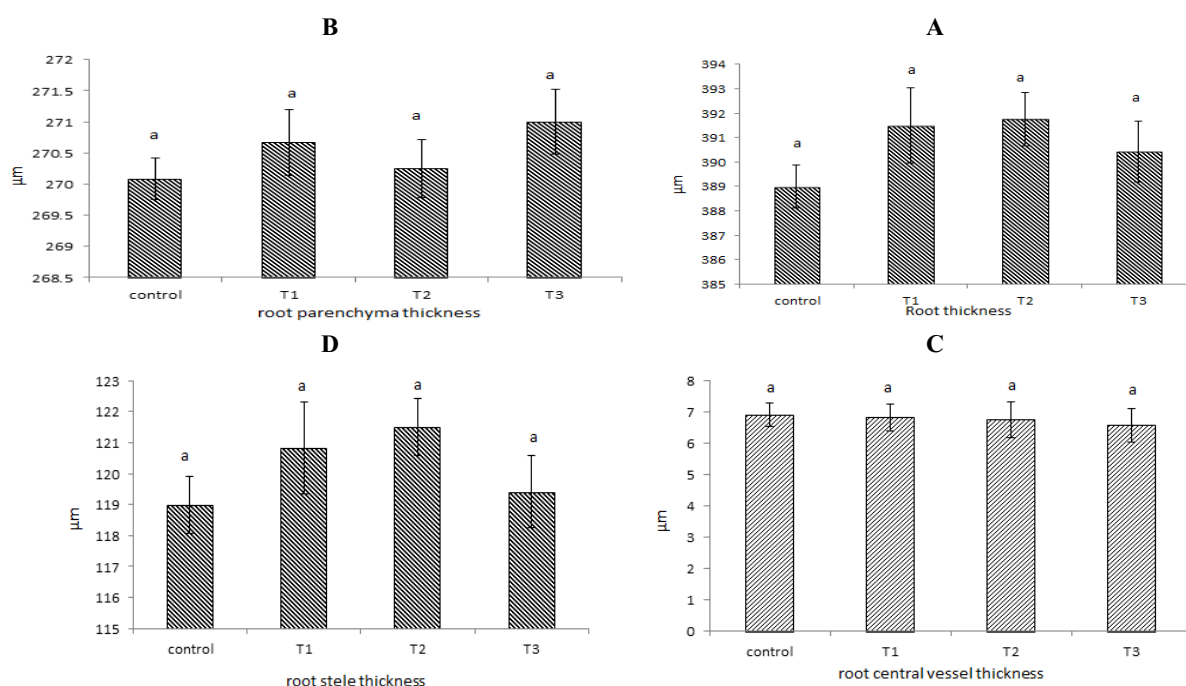 B
272
271.5
271
270.5
270
269.5
269
268.5
µm
a a a a
control T1 T2 T3
root parenchyma thickness
A
394
393
392
391
390
389
388
387
386
385
µm
a a a a
control T1 T2 T3
Root thickness
D
123
122
121
120
119
118
117
116
115
µm
a a a a
control T1 T2 T3
root stele thickness
C
8
7
6
5
4
3
2
1
0
µm
a a a a
control T1 T2 T3
root central vessel thickness